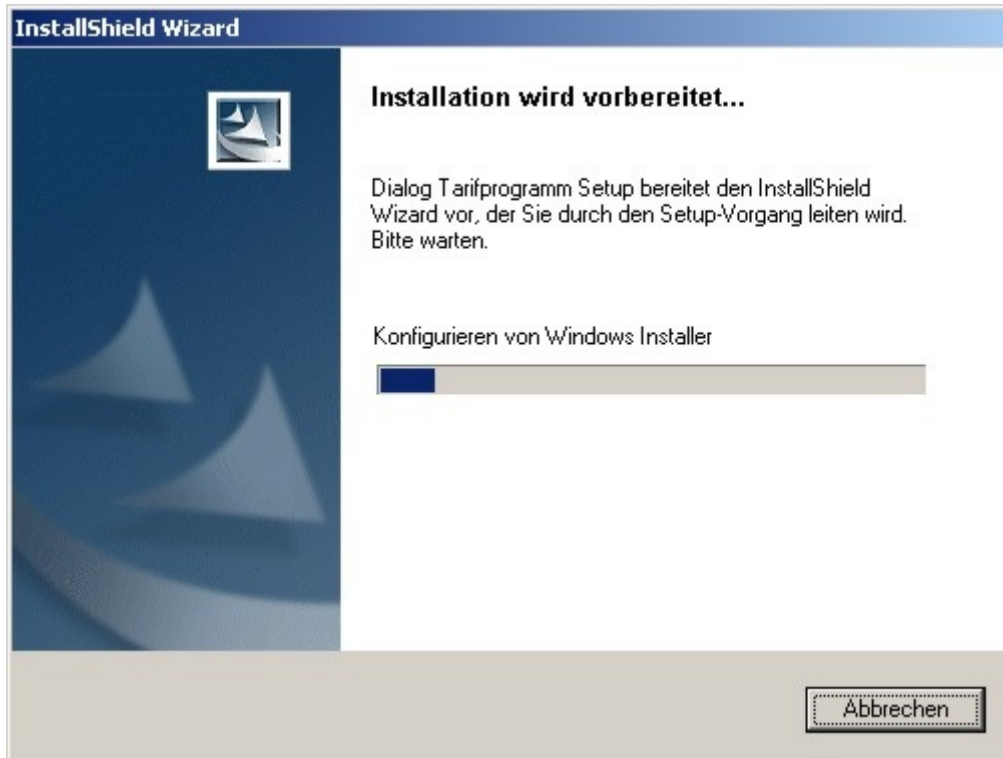 InstallShield Wizard
Installation wird vorbereitet...
Dialog Tarifprogramm Setup bereitet den InstallShield
Wizard vor, der Sie durch den Setup-Vorgang leiten wird.
Bitte warten.
Konfigurieren von Windows Installer
Abbrechen